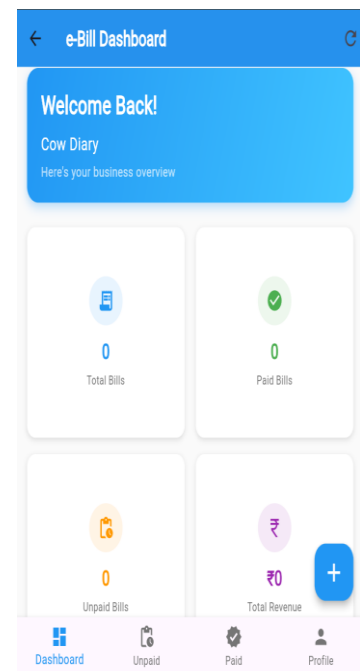 e-Bill Dashboard
Welcome Back!
Cow Diary
Here's your business overview
0
Total Bills
0
Paid Bills
0
Unpaid Bills
₹
₹0
Total Revenue
+
Dashboard
Unpaid
Paid
Profile